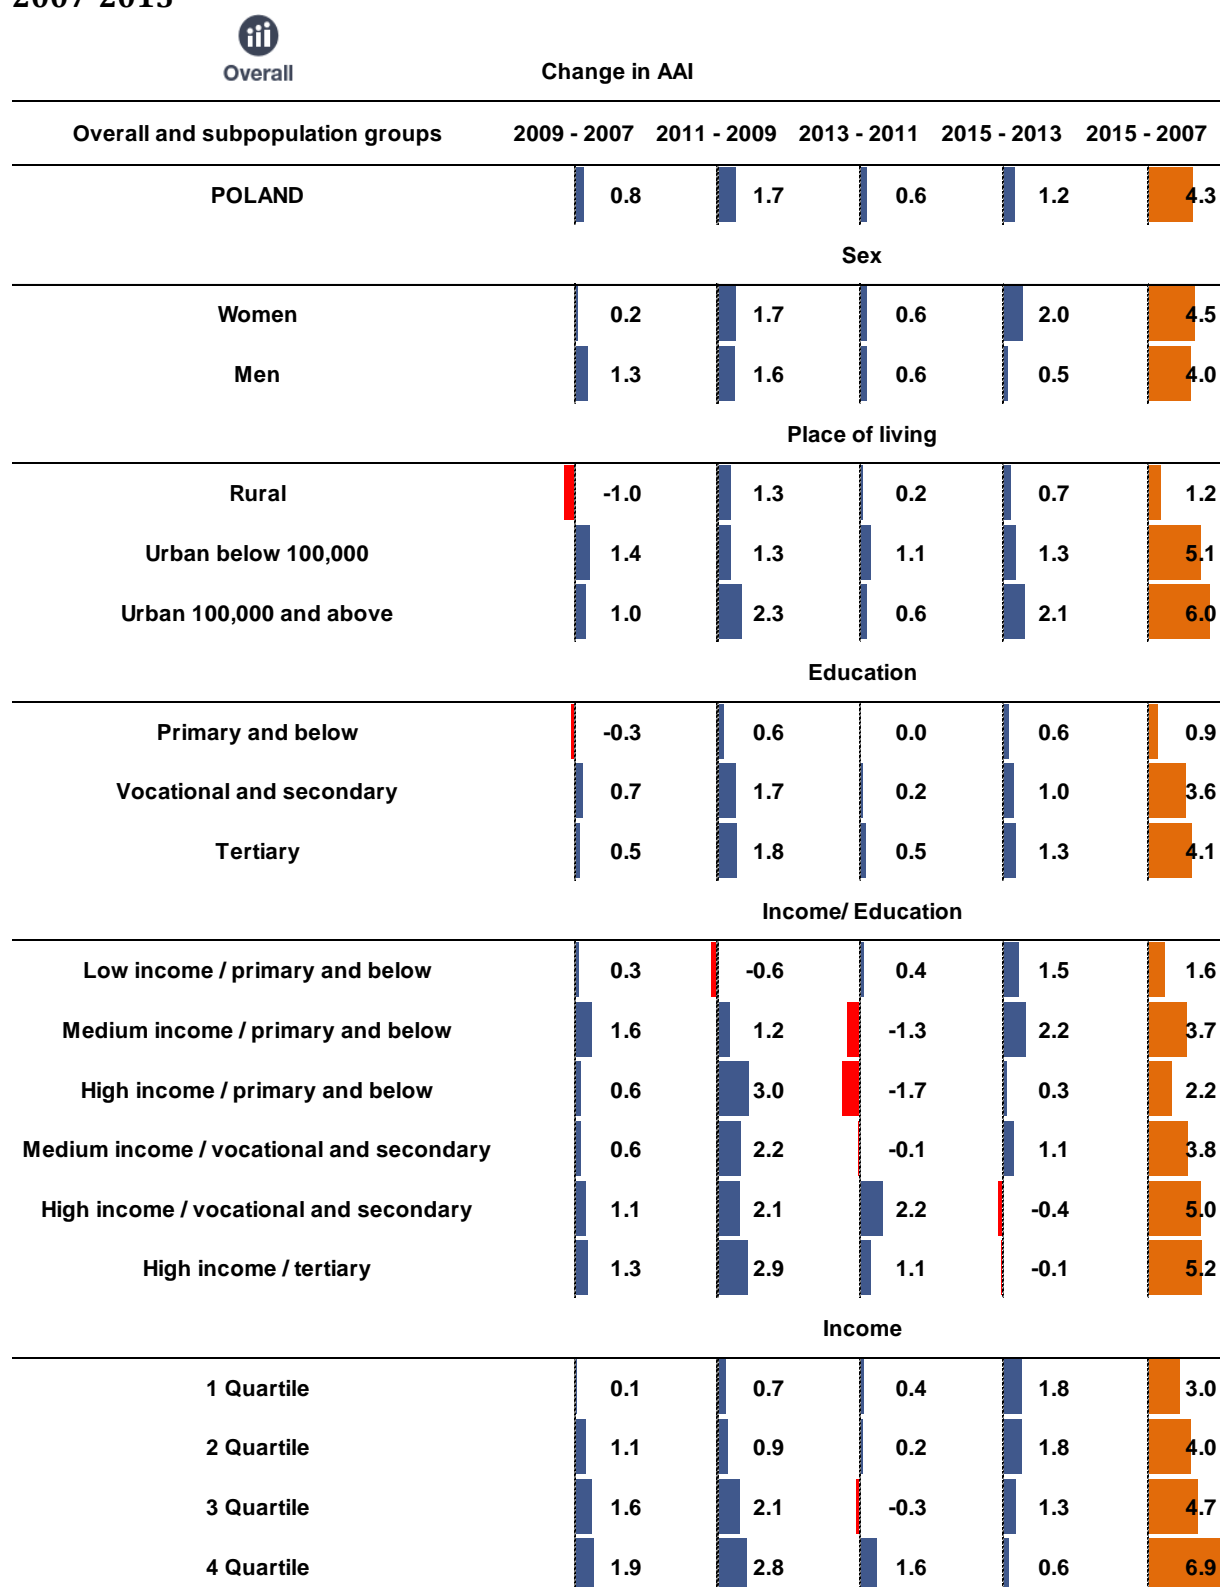 2007-2015
iii
Overall
Change in AAI
Overall and subpopulation groups 2009 - 2007 2011 - 2009 2013 - 2011 2015 - 2013 2015 - 2007
POLAND 0.8 1.7 0.6 1.2 4.3
Sex
Women 0.2 1.7 0.6 2.0 4.5
Men 1.3 1.6 0.6 0.5 4.0
Place of living
Rural -1.0 1.3 0.2 0.7 1.2
Urban below 100,000 1.4 1.3 1.1 1.3 5.1
Urban 100,000 and above 1.0 2.3 0.6 2.1 6.0
Education
Primary and below -0.3 0.6 0.0 0.6 0.9
Vocational and secondary 0.7 1.7 0.2 1.0 3.6
Tertiary 0.5 1.8 0.5 1.3 4.1
Income/ Education
Low income / primary and below 0.3 -0.6 0.4 1.5 1.6
Medium income / primary and below 1.6 1.2 -1.3 2.2 3.7
High income / primary and below 0.6 3.0 -1.7 0.3 2.2
Medium income / vocational and secondary 0.6 2.2 -0.1 1.1 3.8
High income / vocational and secondary 1.1 2.1 2.2 -0.4 5.0
High income / tertiary 1.3 2.9 1.1 -0.1 5.2
Income
1 Quartile 0.1 0.7 0.4 1.8 3.0
2 Quartile 1.1 0.9 0.2 1.8 4.0
3 Quartile 1.6 2.1 -0.3 1.3 4.7
4 Quartile 1.9 2.8 1.6 0.6 6.9